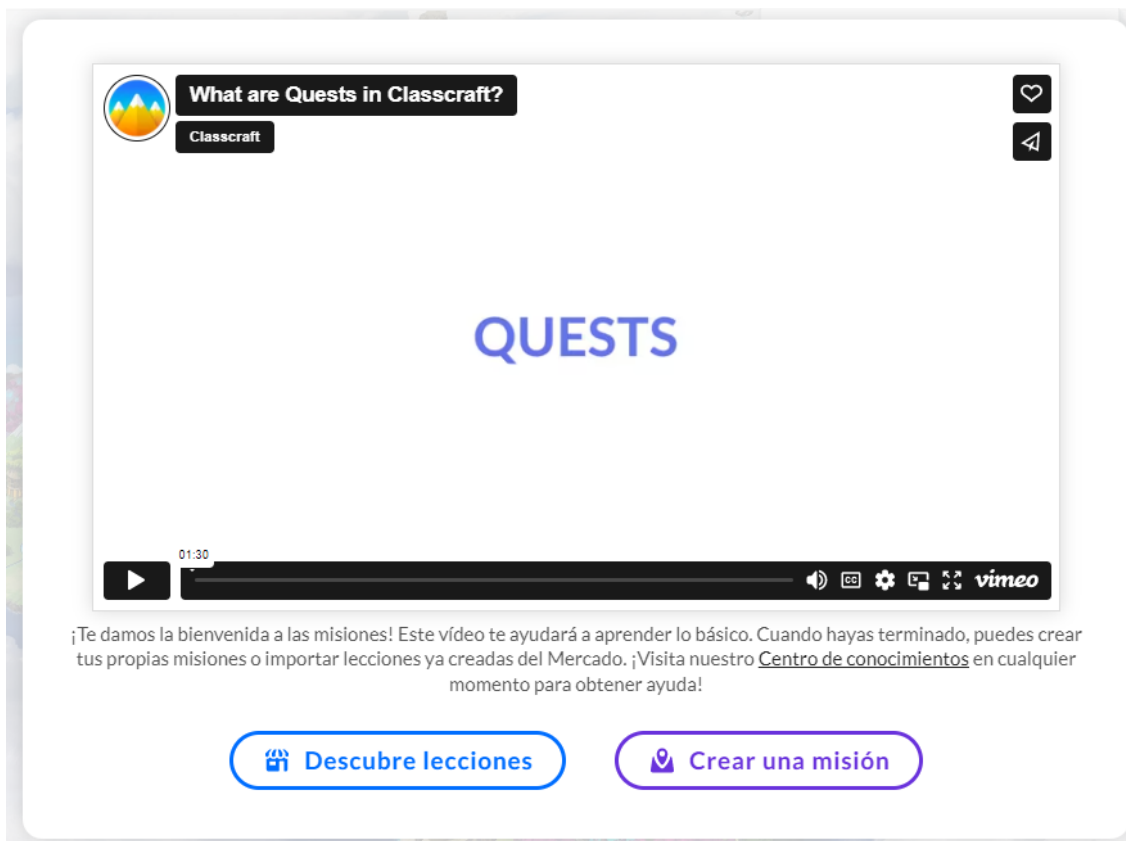 What are Quests in Classcraft?
Classcraft
QUESTS
01:30
CC
vimeo
¡Te damos la bienvenida a las misiones! Este vídeo te ayudará a aprender lo básico. Cuando hayas terminado, puedes crear
tus propias misiones o importar lecciones ya creadas del Mercado. ¡Visita nuestro Centro de conocimientos en cualquier
momento para obtener ayuda!
Descubre lecciones
Crear una misión